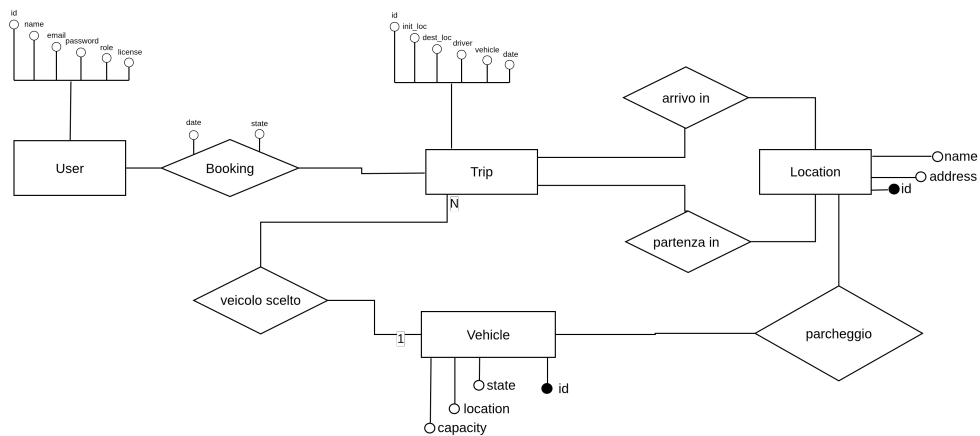 id
name
email
password
role
license
id
init_loc
dest_loc
driver
vehicle
date
arrivo in
date
state
User
Booking
Trip
Location
name
address
id
N
partenza in
veicolo scelto
1
Vehicle
parcheggio
state
id
location
capacity